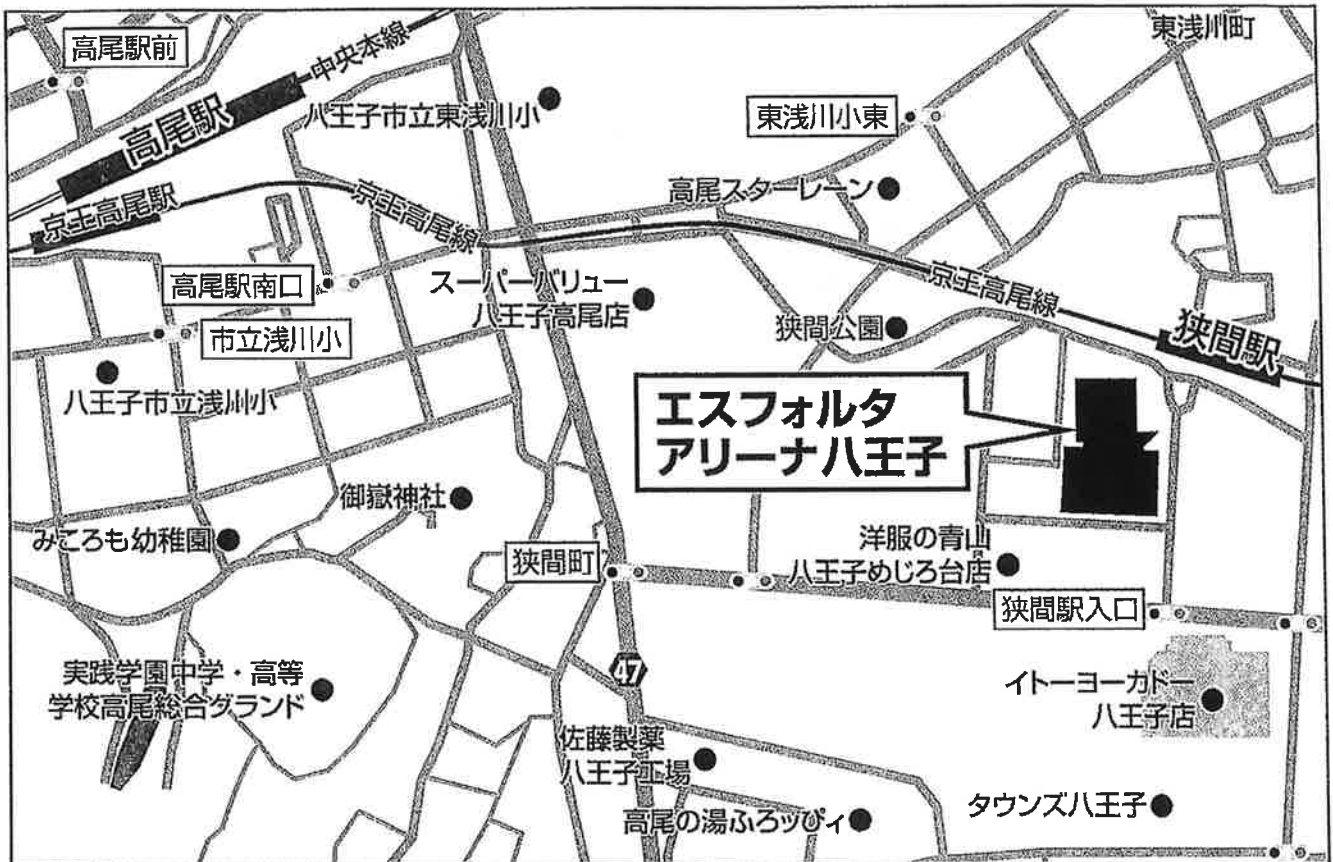 高尾駅前
中央本線
東浅川町
高尾駅
八王子市立東浅川小
東浅川小東
京王高尾駅
京王高尾線
高尾スターレーン
高尾駅南口
スーパーバリュー
八王子高尾店
京王高尾線
狭間公園
狭間駅
市立浅川小
八王子市立浅川小
エスフォルタ
アリーナ八王子
御嶽神社
みころも幼稚園
狭間町
洋服の青山
八王子めじろ台店
狭間駅入口
47
実践学園中学・高等
学校高尾総合グランド
イトーヨーカドー
八王子店
佐藤製薬
八王子工場
高尾の湯ふろッぴィ
タウンズ八王子